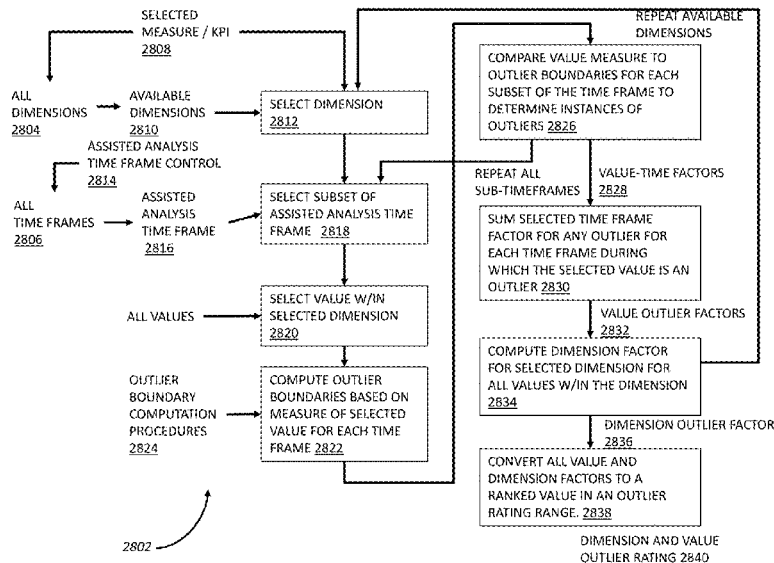 SELECTED
MEASURE / KPI
2808
ALL
DIMENSIONS
2804
AVAILABLE
DIMENSIONS
2810
SELECT DIMENSION
2812
ASSISTED ANALYSIS
TIME FRAME CONTROL
2814
ALL
TIME FRAMES
2806
ASSISTED
ANALYSIS
TIME FRAME
2816
SELECT SUBSET OF
ASSISTED ANALYSIS TIME
FRAME 2818
ALL VALUES
SELECT VALUE W/IN
SELECTED DIMENSION
2820
OUTLIER
BOUNDARY
COMPUTATION
PROCEDURES
2824
COMPUTE OUTLIER
BOUNDARIES BASED ON
MEASURE OF SELECTED
VALUE FOR EACH TIME
FRAME 2822
2802
REPEAT AVAILABLE
DIMENSIONS
COMPARE VALUE MEASURE TO
OUTLIER BOUNDARIES FOR EACH
SUBSET OF THE TIME FRAME TO
DETERMINE INSTANCES OF
OUTLIERS 2826
REPEAT ALL
SUB-TIMEFRAMES
VALUE-TIME FACTORS
2828
SUM SELECTED TIME FRAME
FACTOR FOR ANY OUTLIER FOR
EACH TIME FRAME DURING
WHICH THE SELECTED VALUE IS AN
OUTLIER 2830
VALUE OUTLIER FACTORS
2832
COMPUTE DIMENSION FACTOR
FOR SELECTED DIMENSION FOR
ALL VALUES W/IN THE DIMENSION
2834
DIMENSION OUTLIER FACTOR
2836
CONVERT ALL VALUE AND
DIMENSION FACTORS TO A
RANKED VALUE IN AN OUTLIER
RATING RANGE. 2838
DIMENSION AND VALUE
OUTLIER RATING 2840